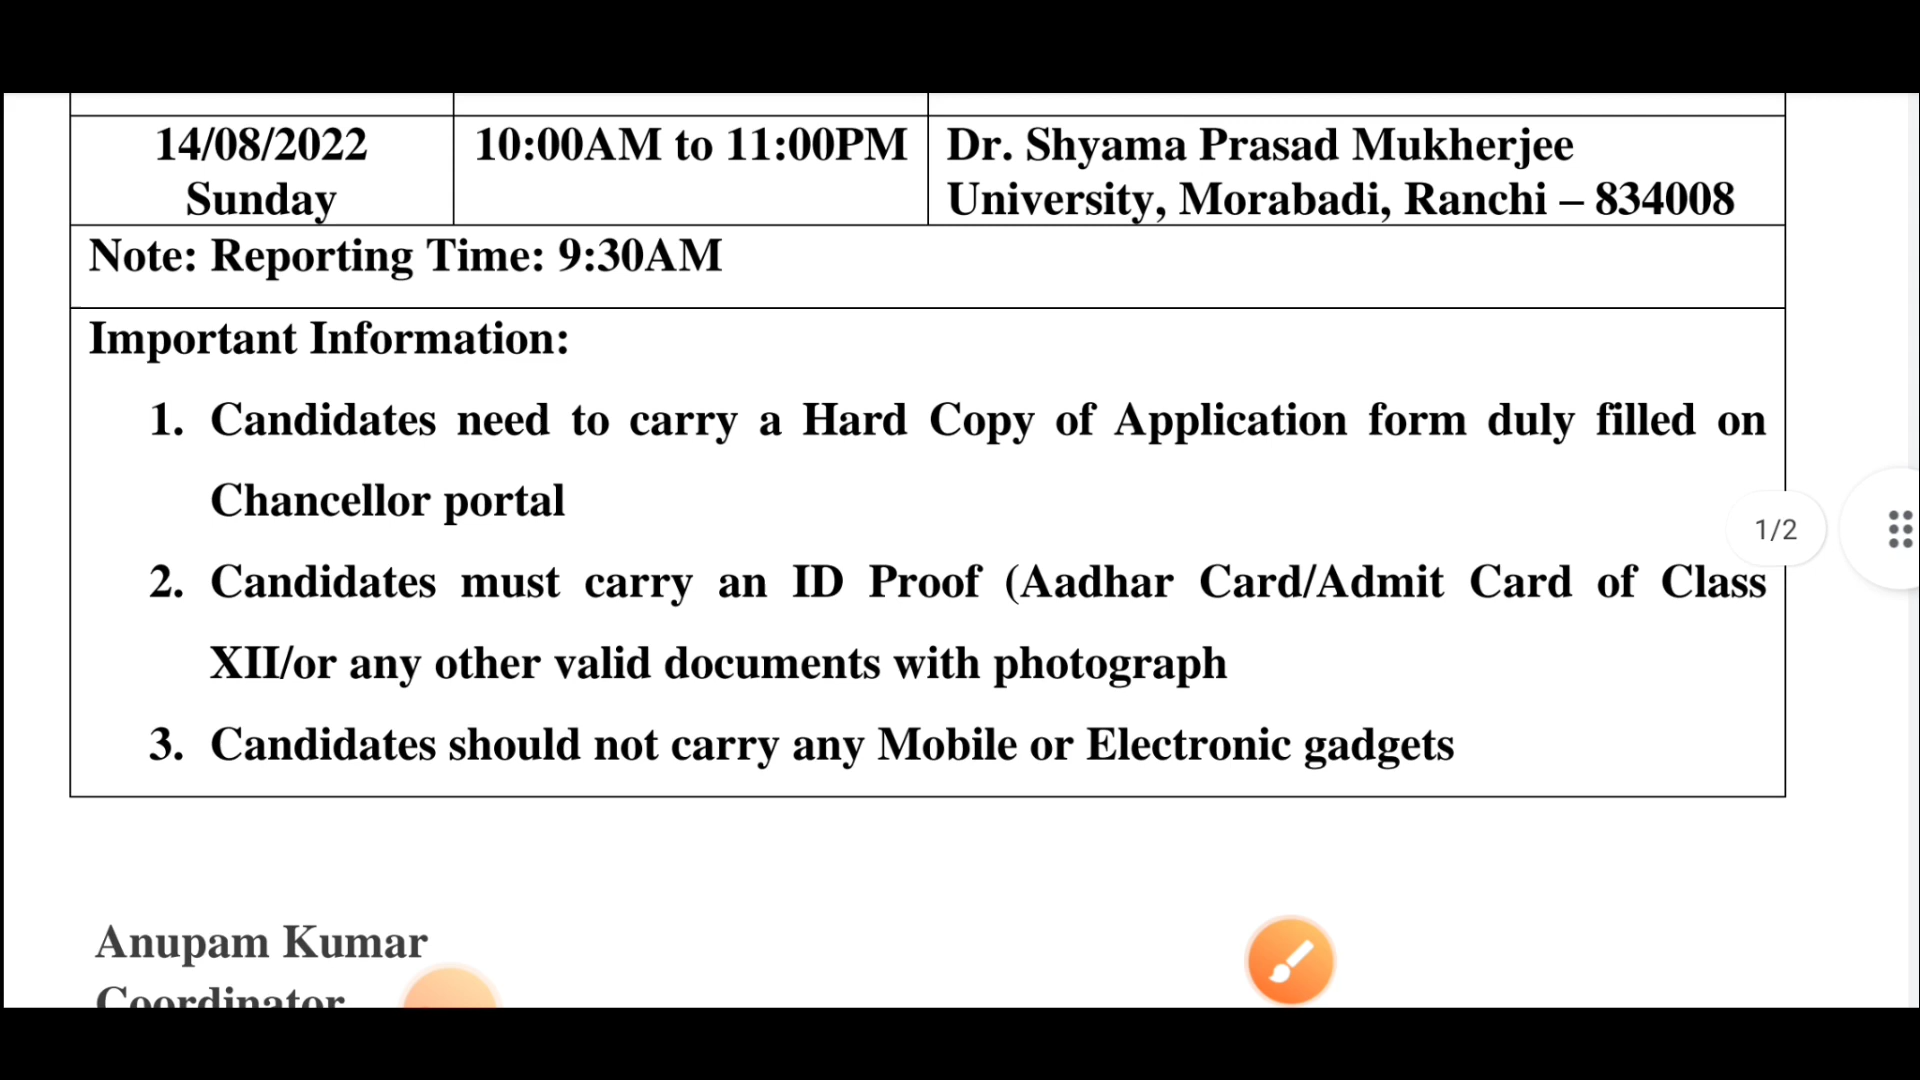 14/08/2022
Sunday
10:00AM to 11:00PM
Dr. Shyama Prasad Mukherjee
University, Morabadi, Ranchi – 834008
Note: Reporting Time: 9:30AM
Important Information:
1. Candidates need to carry a Hard Copy of Application form duly filled on
Chancellor portal
1/2
2. Candidates must carry an ID Proof (Aadhar Card/Admit Card of Class
XII/or any other valid documents with photograph
3. Candidates should not carry any Mobile or Electronic gadgets
Anupam Kumar
Coordinator